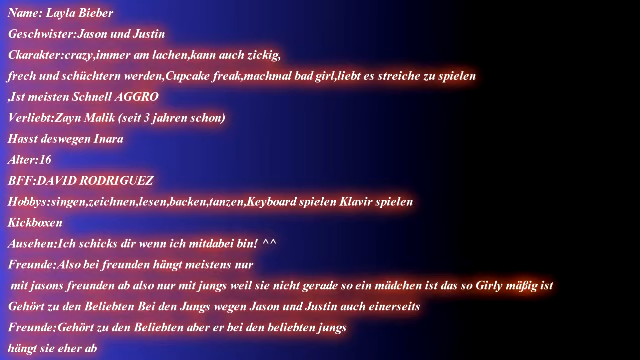 Name: Layla Bieber
Geschwister:Jason und Justin
Ckarakter:crazy,immer am lachen,kann auch zickig,
frech und schüchtern werden,Cupcake freak,machmal bad girl,liebt es streiche zu spielen
,Ist meisten Schnell AGGRO
Verliebt:Zayn Malik (seit 3 jahren schon)
Hasst deswegen Inara
Alter:16
BFF:DAVID RODRIGUEZ
Hobbys:singen,zeichnen,lesen,backen,tanzen,Keyboard spielen Klavir spielen
Kickboxen
Ausehen:Ich schicks dir wenn ich mitdabei bin! ^^
Freunde:Also bei freunden hängt meistens nur
mit jasons freunden ab also nur mit jungs weil sie nicht gerade so ein mädchen ist das so Girly mäßig ist
Gehört zu den Beliebten Bei den Jungs wegen Jason und Justin auch einerseits
Freunde:Gehört zu den Beliebten aber er bei den beliebten jungs
hängt sie eher ab